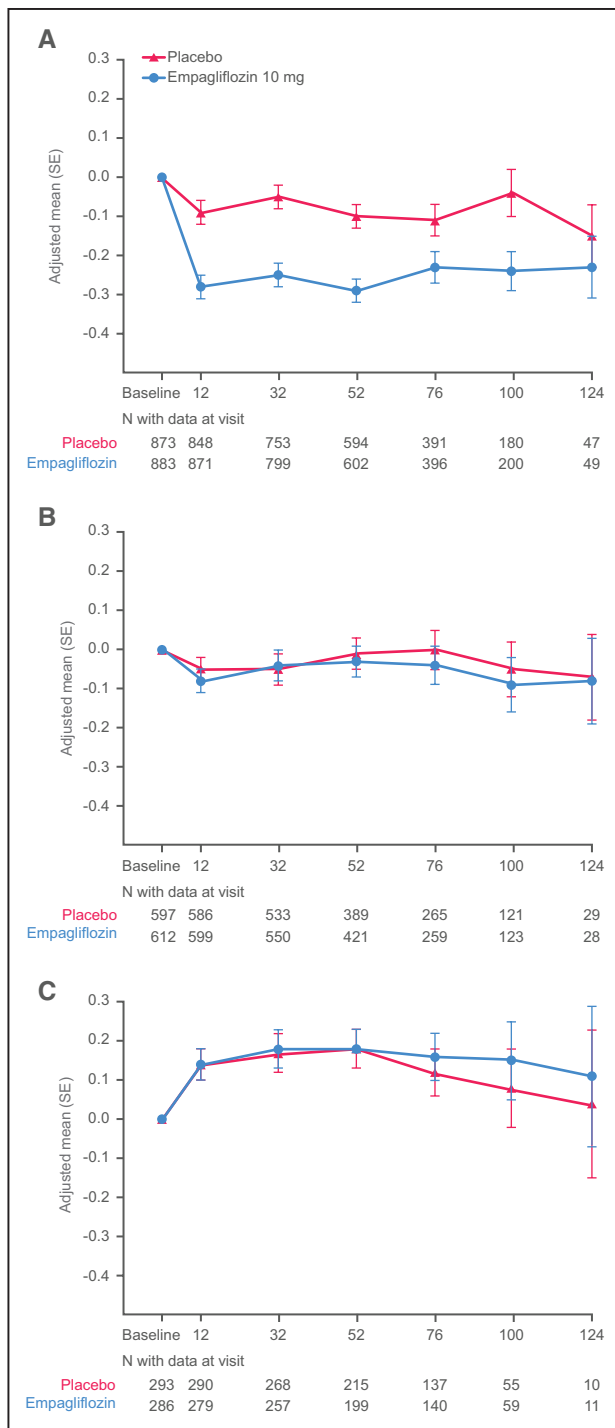 A
Placebo
Empagliflozin 10 mg
Adjusted mean (SE)
0.3
0.2
0.1
0.0
-0.1
-0.2
-0.3
-0.4
Baseline 12 32 52 76 100 124
N with data at visit
Placebo 873 848 753 594 391 180 47
Empagliflozin 883 871 799 602 396 200 49
B
Adjusted mean (SE)
0.3
0.2
0.1
0.0
-0.1
-0.2
-0.3
-0.4
Baseline 12 32 52 76 100 124
N with data at visit
Placebo 597 586 533 389 265 121 29
Empagliflozin 612 599 550 421 259 123 28
C
Adjusted mean (SE)
0.3
0.2
0.1
0.0
-0.1
-0.2
-0.3
-0.4
Baseline 12 32 52 76 100 124
N with data at visit
Placebo 293 290 268 215 137 55 10
Empagliflozin 286 279 257 199 140 59 11